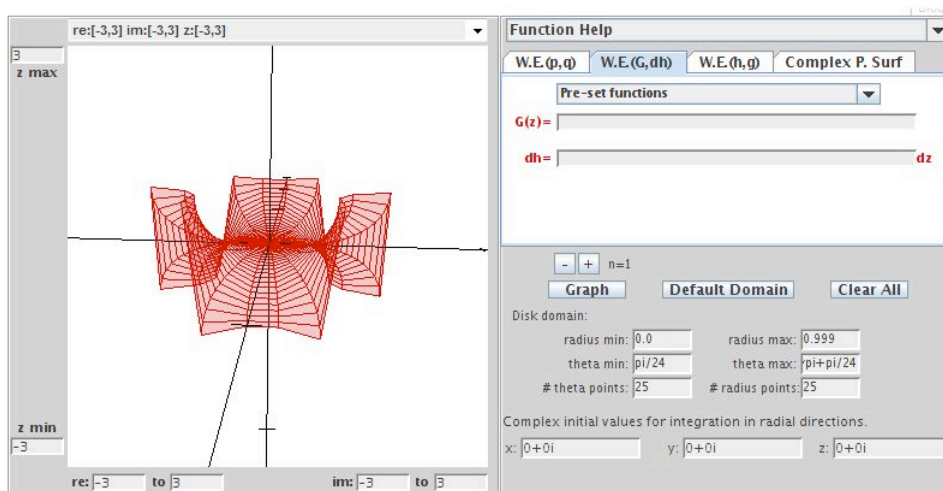 re:[-3,3] im:[-3,3] z:[-3,3]
3
z max
z min
-3
re: -3 to 3 im: -3 to 3
Function Help
W.E.(p,q) W.E.(G,dh) W.E.(h,g) Complex P. Surf
Pre-set functions
G(z)=
dh= dz
- + n=1
Graph Default Domain Clear All
Disk domain:
radius min: 0.0 radius max: 0.999
theta min: pi/24 theta max: pi+pi/24
# theta points: 25 # radius points: 25
Complex initial values for integration in radial directions.
x: 0+0i y: 0+0i z: 0+0i